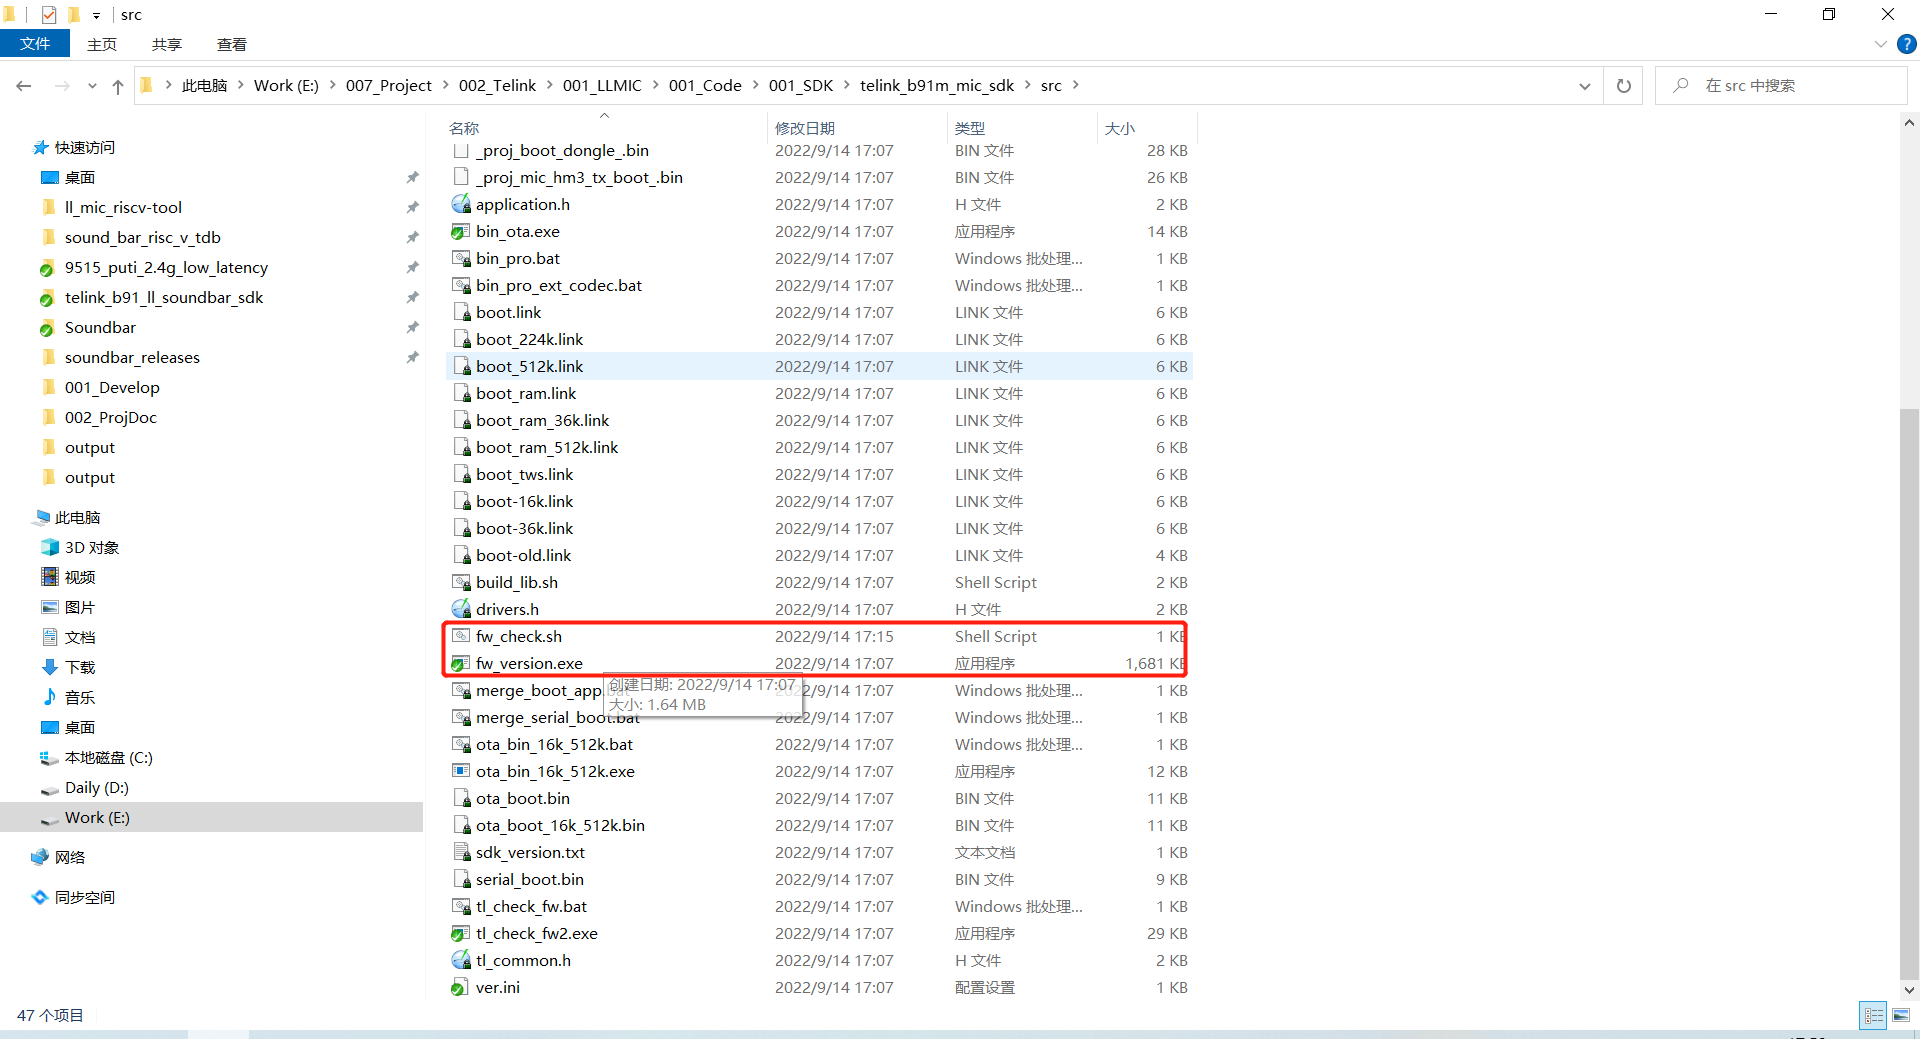 src
文件 主页 共享 查看
此电脑 > Work (E:) > 007_Project > 002_Telink > 001_LLMIC > 001_Code > 001_SDK > telink_b91m_mic_sdk > src >
在 src 中搜索
快速访问
桌面
ll_mic_riscv-tool
sound_bar_risc_v_tdb
9515_puti_2.4g_low_latency
telink_b91_ll_soundbar_sdk
Soundbar
soundbar_releases
001_Develop
002_ProjDoc
output
output
此电脑
3D 对象
视频
图片
文档
下载
音乐
桌面
本地磁盘 (C:)
Daily (D:)
Work (E:)
网络
同步空间
名称 修改日期 类型 大小
_proj_boot_dongle_.bin 2022/9/14 17:07 BIN 文件 28 KB
_proj_mic_hm3_tx_boot_.bin 2022/9/14 17:07 BIN 文件 26 KB
application.h 2022/9/14 17:07 H 文件 2 KB
bin_ota.exe 2022/9/14 17:07 应用程序 14 KB
bin_pro.bat 2022/9/14 17:07 Windows 批处理... 1 KB
bin_pro_ext_codec.bat 2022/9/14 17:07 Windows 批处理... 1 KB
boot.link 2022/9/14 17:07 LINK 文件 6 KB
boot_224k.link 2022/9/14 17:07 LINK 文件 6 KB
boot_512k.link 2022/9/14 17:07 LINK 文件 6 KB
boot_ram.link 2022/9/14 17:07 LINK 文件 6 KB
boot_ram_36k.link 2022/9/14 17:07 LINK 文件 6 KB
boot_ram_512k.link 2022/9/14 17:07 LINK 文件 6 KB
boot_tws.link 2022/9/14 17:07 LINK 文件 6 KB
boot-16k.link 2022/9/14 17:07 LINK 文件 6 KB
boot-36k.link 2022/9/14 17:07 LINK 文件 6 KB
boot-old.link 2022/9/14 17:07 LINK 文件 4 KB
build_lib.sh 2022/9/14 17:07 Shell Script 2 KB
drivers.h 2022/9/14 17:07 H 文件 2 KB
fw_check.sh 2022/9/14 17:15 Shell Script 1 KB
fw_version.exe 2022/9/14 17:07 应用程序 1,681 KB
merge_boot_app.bat 2022/9/14 17:07 Windows 批处理... 1 KB
创建日期: 2022/9/14 17:07
大小: 1.64 MB
merge_serial_boot.bat 2022/9/14 17:07 Windows 批处理... 1 KB
ota_bin_16k_512k.bat 2022/9/14 17:07 Windows 批处理... 1 KB
ota_bin_16k_512k.exe 2022/9/14 17:07 应用程序 12 KB
ota_boot.bin 2022/9/14 17:07 BIN 文件 11 KB
ota_boot_16k_512k.bin 2022/9/14 17:07 BIN 文件 11 KB
sdk_version.txt 2022/9/14 17:07 文本文档 1 KB
serial_boot.bin 2022/9/14 17:07 BIN 文件 9 KB
tl_check_fw.bat 2022/9/14 17:07 Windows 批处理... 1 KB
tl_check_fw2.exe 2022/9/14 17:07 应用程序 29 KB
tl_common.h 2022/9/14 17:07 H 文件 2 KB
ver.ini 2022/9/14 17:07 配置设置 1 KB
47 个项目